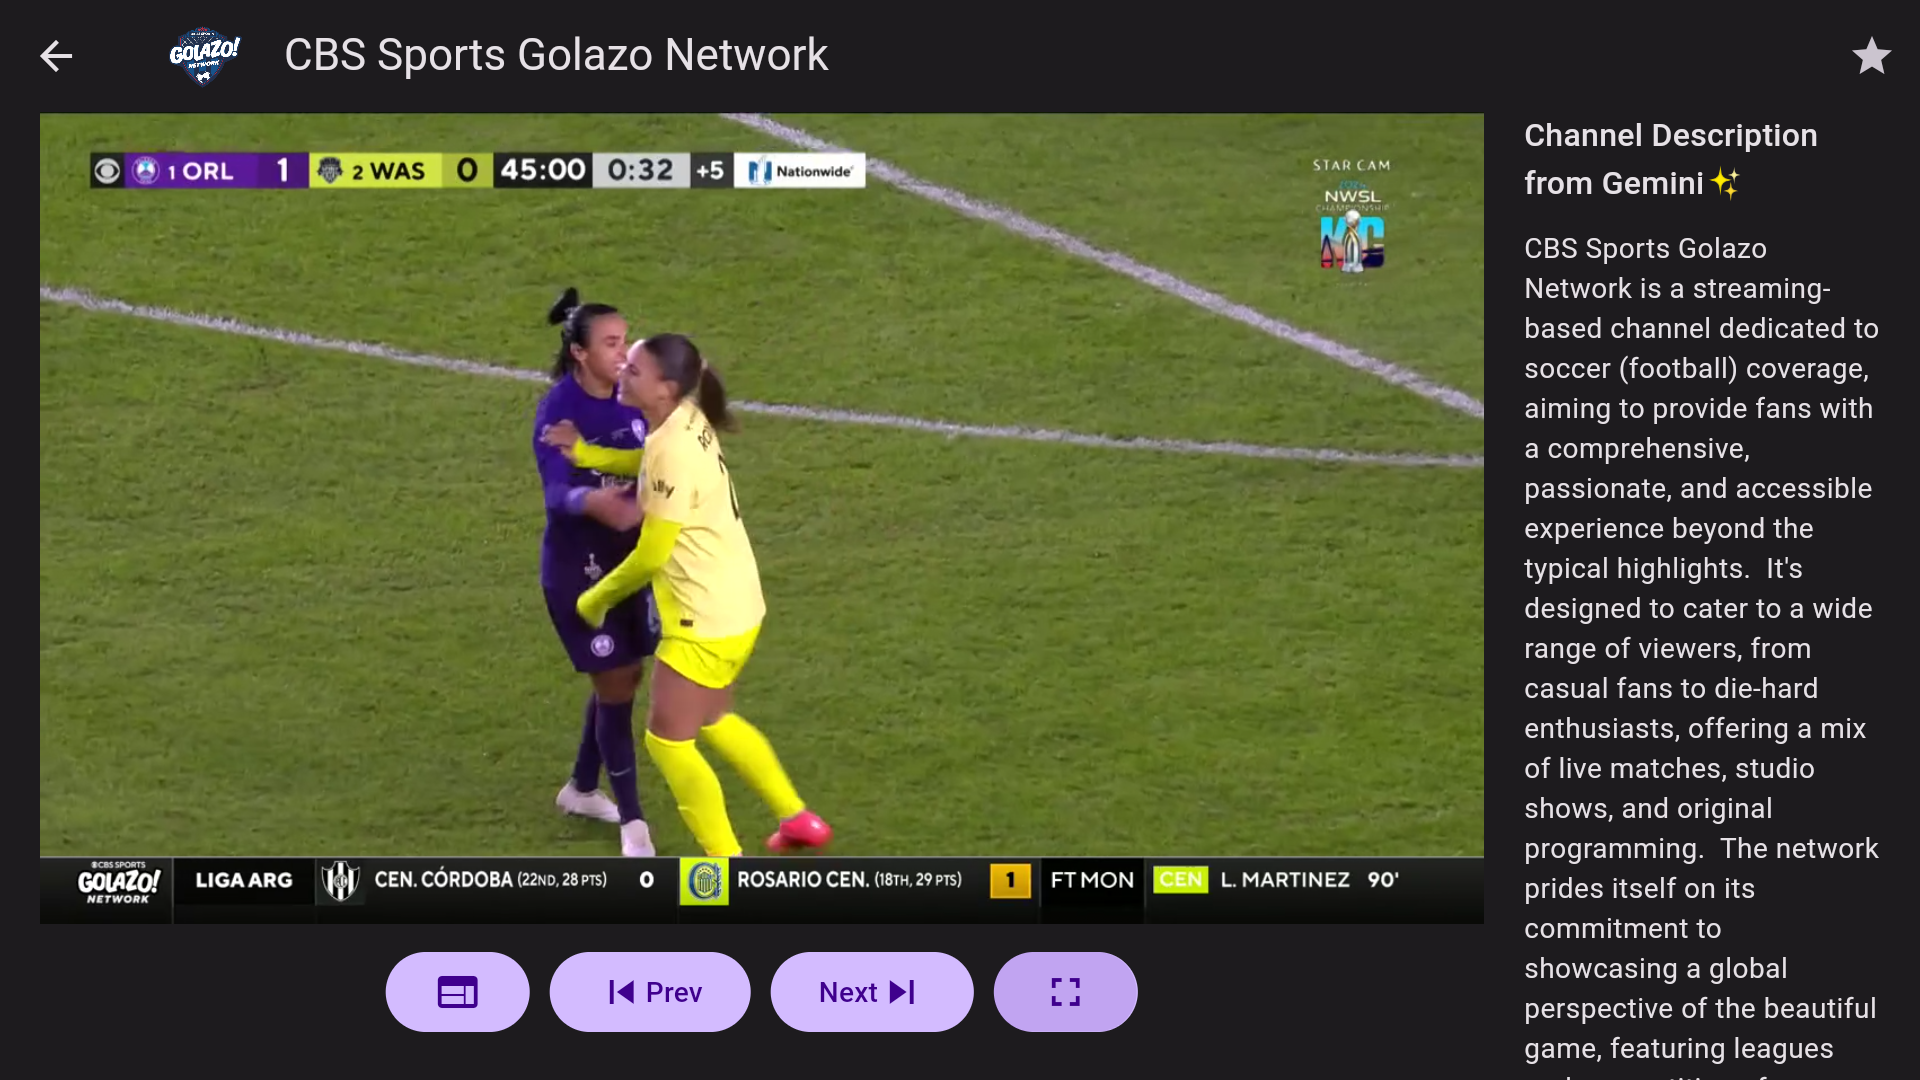 GOLAZO!
NETWORK
CBS Sports Golazo Network
1 ORL 1 2 WAS 0 45:00 0:32 +5 Nationwide
STAR CAM
NWSL
CHAMPIONSHIP
KC
CBS SPORTS
GOLAZO!
NETWORK
LIGA ARG CEN. CÓRDOBA (22ND, 28 PTS) 0 ROSARIO CEN. (18TH, 29 PTS) 1 FT MON CEN L. MARTINEZ 90'
Prev
Next
Channel Description
from Gemini✨
CBS Sports Golazo
Network is a streaming-
based channel dedicated to
soccer (football) coverage,
aiming to provide fans with
a comprehensive,
passionate, and accessible
experience beyond the
typical highlights.  It's
designed to cater to a wide
range of viewers, from
casual fans to die-hard
enthusiasts, offering a mix
of live matches, studio
shows, and original
programming.  The network
prides itself on its
commitment to
showcasing a global
perspective of the beautiful
game, featuring leagues